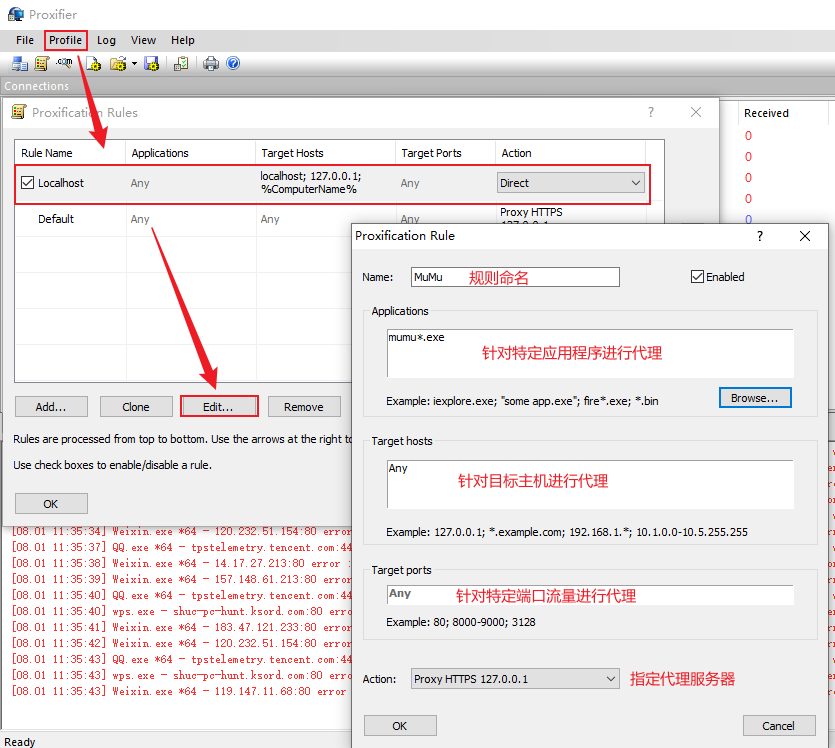 Proxifier
File Profile Log View Help
Connections
Proxification Rules
?
Received
Rule Name Applications Target Hosts Target Ports Action
0
0
0
0
0
Localhost Any localhost; 127.0.0.1; %ComputerName% Any Direct
Default Any Any Any Proxy HTTPS
Add... Clone Edit... Remove
Rules are processed from top to bottom. Use the arrows at the right to
Use check boxes to enable/disable a rule.
OK
[08.01 11:35:34] Weixin.exe *64 - 120.232.51.154:80 error
[08.01 11:35:37] QQ.exe *64 - tpstelemetry.tencent.com:44
[08.01 11:35:38] Weixin.exe *64 - 14.17.27.213:80 error :
[08.01 11:35:39] Weixin.exe *64 - 157.148.61.213:80 error
[08.01 11:35:40] QQ.exe *64 - tpstelemetry.tencent.com:44
[08.01 11:35:40] wps.exe - shuc-pc-hunt.ksord.com:80 error
[08.01 11:35:41] Weixin.exe *64 - 183.47.121.233:80 error
[08.01 11:35:42] Weixin.exe *64 - 120.232.51.154:80 error
[08.01 11:35:43] QQ.exe *64 - tpstelemetry.tencent.com:44
[08.01 11:35:43] wps.exe - shuc-pc-hunt.ksord.com:80 error
[08.01 11:35:43] Weixin.exe *64 - 119.147.11.68:80 error
Ready
Proxification Rule
?
Name: MuMu 规则命名 Enabled
Applications
mumu*.exe
针对特定应用程序进行代理
Example: iexplore.exe; "some app.exe"; fire*.exe; *.bin Browse...
Target hosts
Any
针对目标主机进行代理
Example: 127.0.0.1; *.example.com; 192.168.1.*; 10.1.0.0-10.5.255.255
Target ports
Any 针对特定端口流量进行代理
Example: 80; 8000-9000; 3128
Action: Proxy HTTPS 127.0.0.1 指定代理服务器
OK Cancel